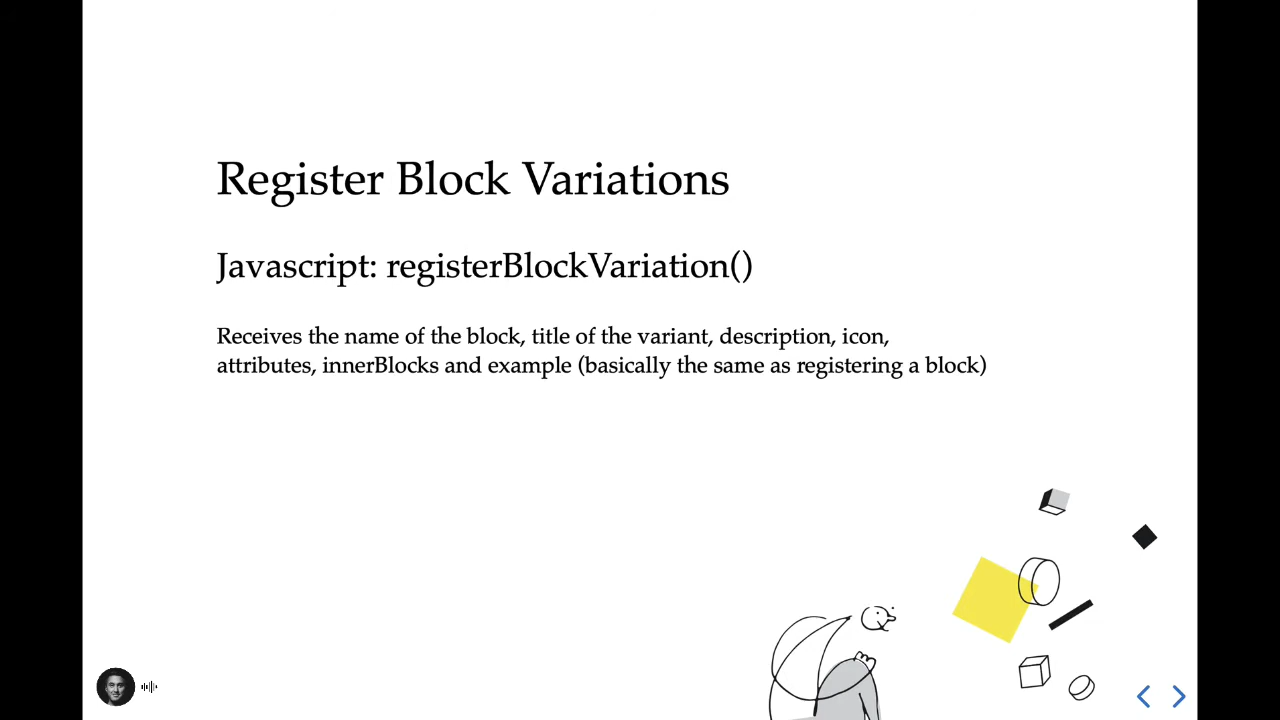 Register Block Variations
Javascript: registerBlockVariation()
Receives the name of the block, title of the variant, description, icon,
attributes, innerBlocks and example (basically the same as registering a block)